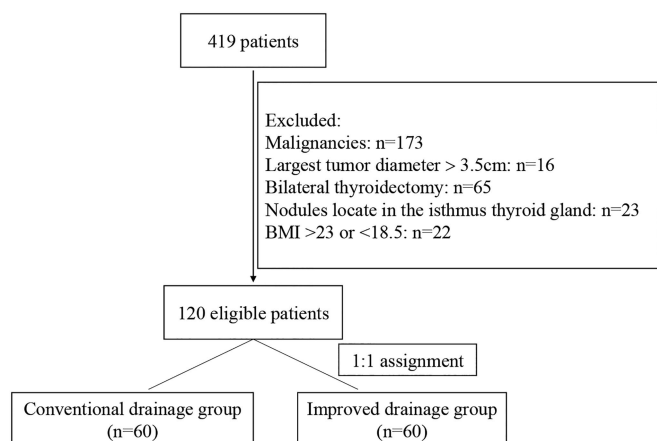 419 patients
Excluded:
Malignancies: n=173
Largest tumor diameter > 3.5cm: n=16
Bilateral thyroidectomy: n=65
Nodules locate in the isthmus thyroid gland: n=23
BMI >23 or <18.5: n=22
120 eligible patients
1:1 assignment
Conventional drainage group
(n=60)
Improved drainage group
(n=60)